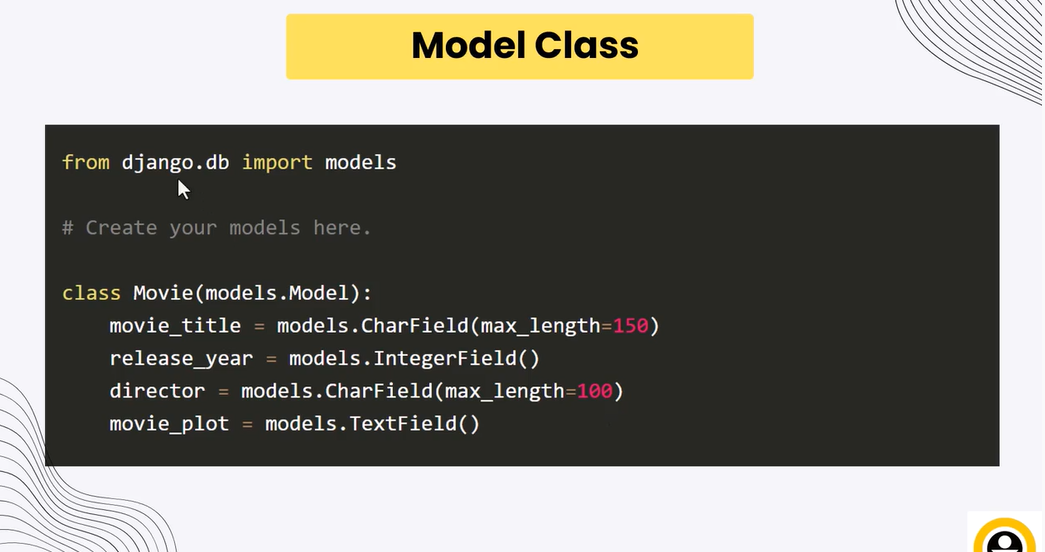 Model Class
from django.db import models
# Create your models here.
class Movie(models.Model):
    movie_title = models.CharField(max_length=150)
    release_year = models.IntegerField()
    director = models.CharField(max_length=100)
    movie_plot = models.TextField()